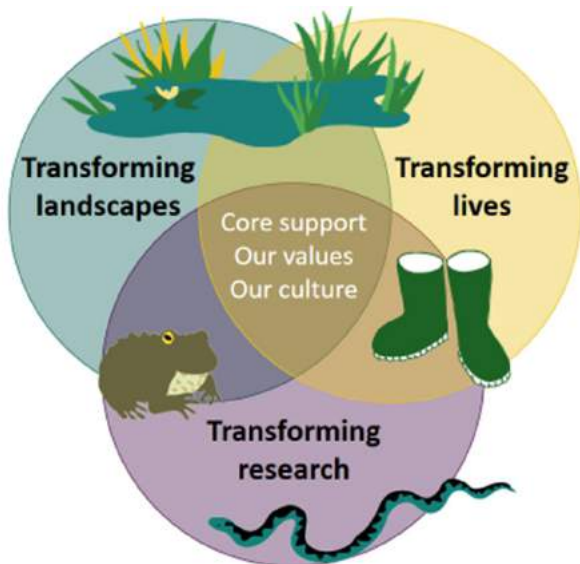 Transforming
landscapes
Transforming
lives
Core support
Our values
Our culture
Transforming
research